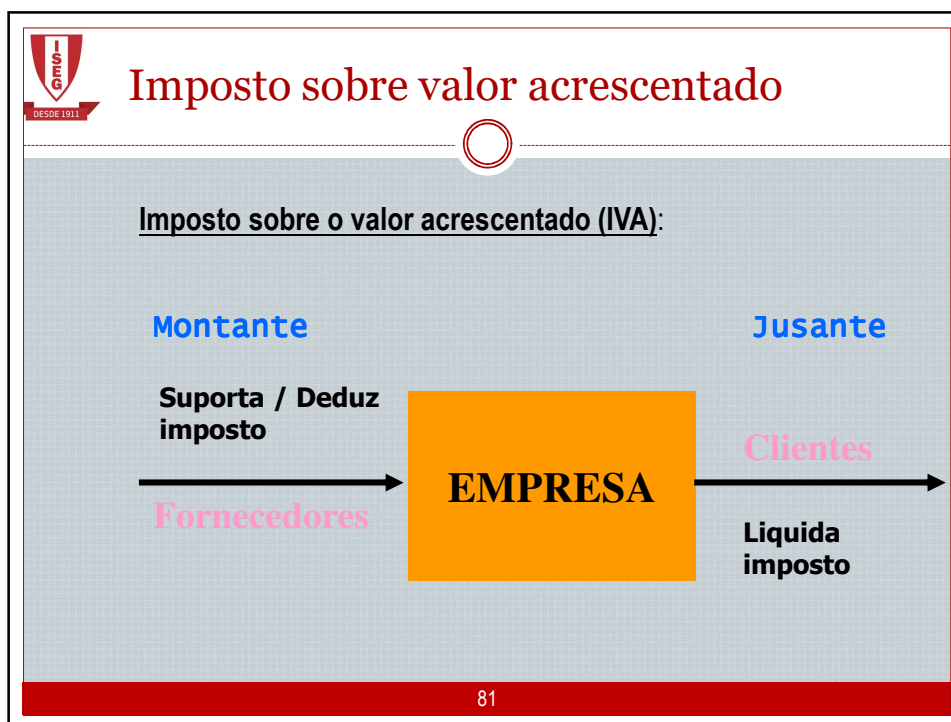 ISEG
DESDE 1911
Imposto sobre valor acrescentado
Imposto sobre o valor acrescentado (IVA):
Montante
Jusante
Suporta / Deduz
imposto
Clientes
EMPRESA
Fornecedores
Liquida
imposto
81